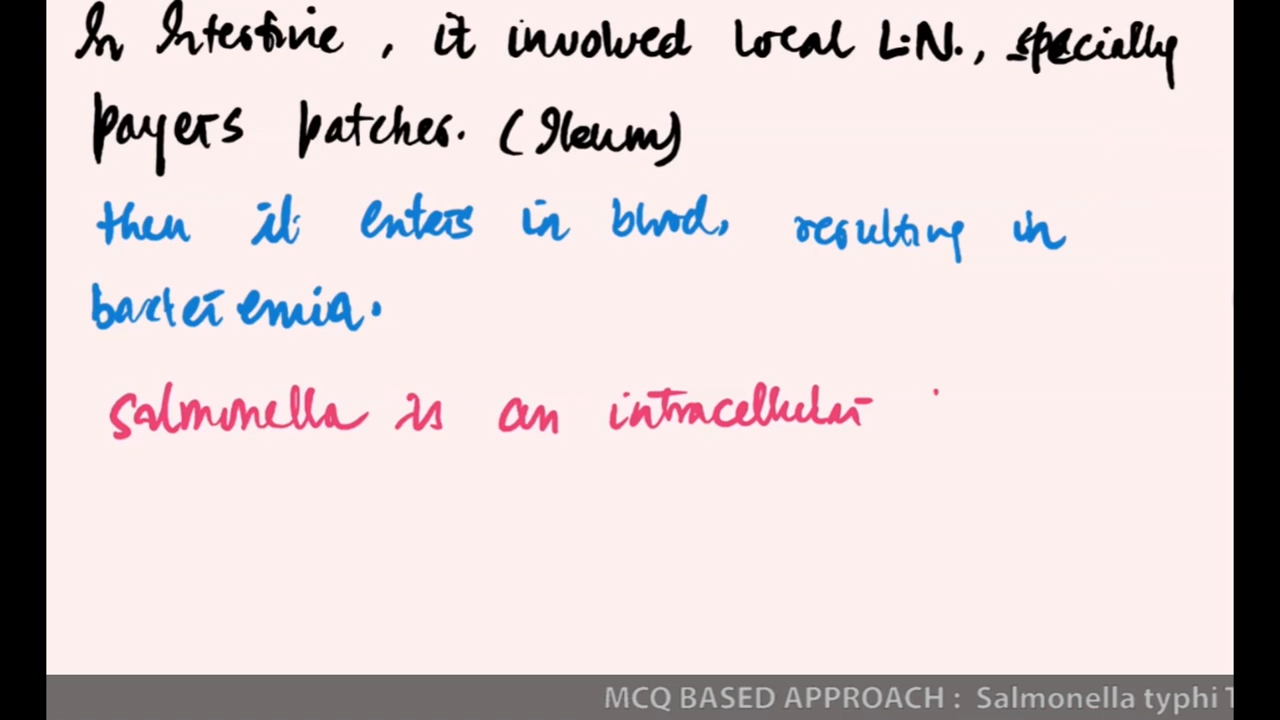 In Intestine, it involved local L.N., specially
payers patches. (Ileum)
then it enters in blood, resulting in
bacteremia.
Salmonella is an intracellular
MCQ BASED APPROACH : Salmonella typhi T